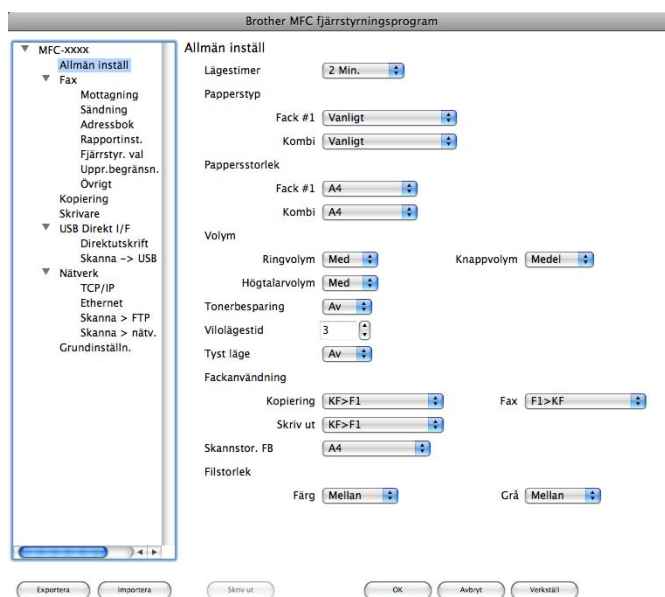 Brother MFC fjärrstyrningsprogram
MFC-xxxx
Allmän inställ
Fax
Mottagning
Sändning
Adressbok
Rapportinst.
Fjärrstyr. val
Uppr.begränsn.
Övrigt
Kopiering
Skrivare
USB Direkt I/F
Direktutskrift
Skanna -> USB
Nätverk
TCP/IP
Ethernet
Skanna > FTP
Skanna > nätv.
Grundinställn.
Allmän inställ
Lägestimer 2 Min.
Papperstyp
Fack #1 Vanligt
Kombi Vanligt
Pappersstorlek
Fack #1 A4
Kombi A4
Volym
Ringvolym Med Knappvolym Medel
Högtalarvolym Med
Tonerbesparing Av
Vilolägestid 3
Tyst läge Av
Fackanvändning
Kopiering KF>F1 Fax F1>KF
Skriv ut KF>F1
Skannstor. FB A4
Filstorlek
Färg Mellan Grå Mellan
Exportera Importera Skriv ut OK Avbryt Verkställ